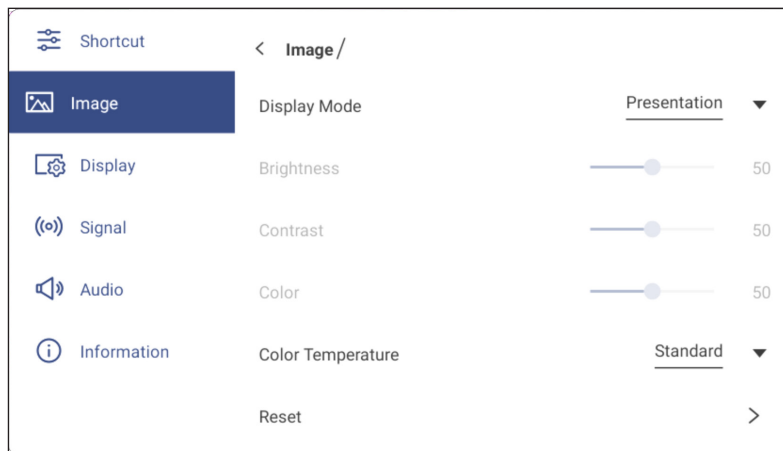 Shortcut
Image
Display
Signal
Audio
Information
< Image/
Display Mode Presentation
Brightness 50
Contrast 50
Color 50
Color Temperature Standard
Reset >